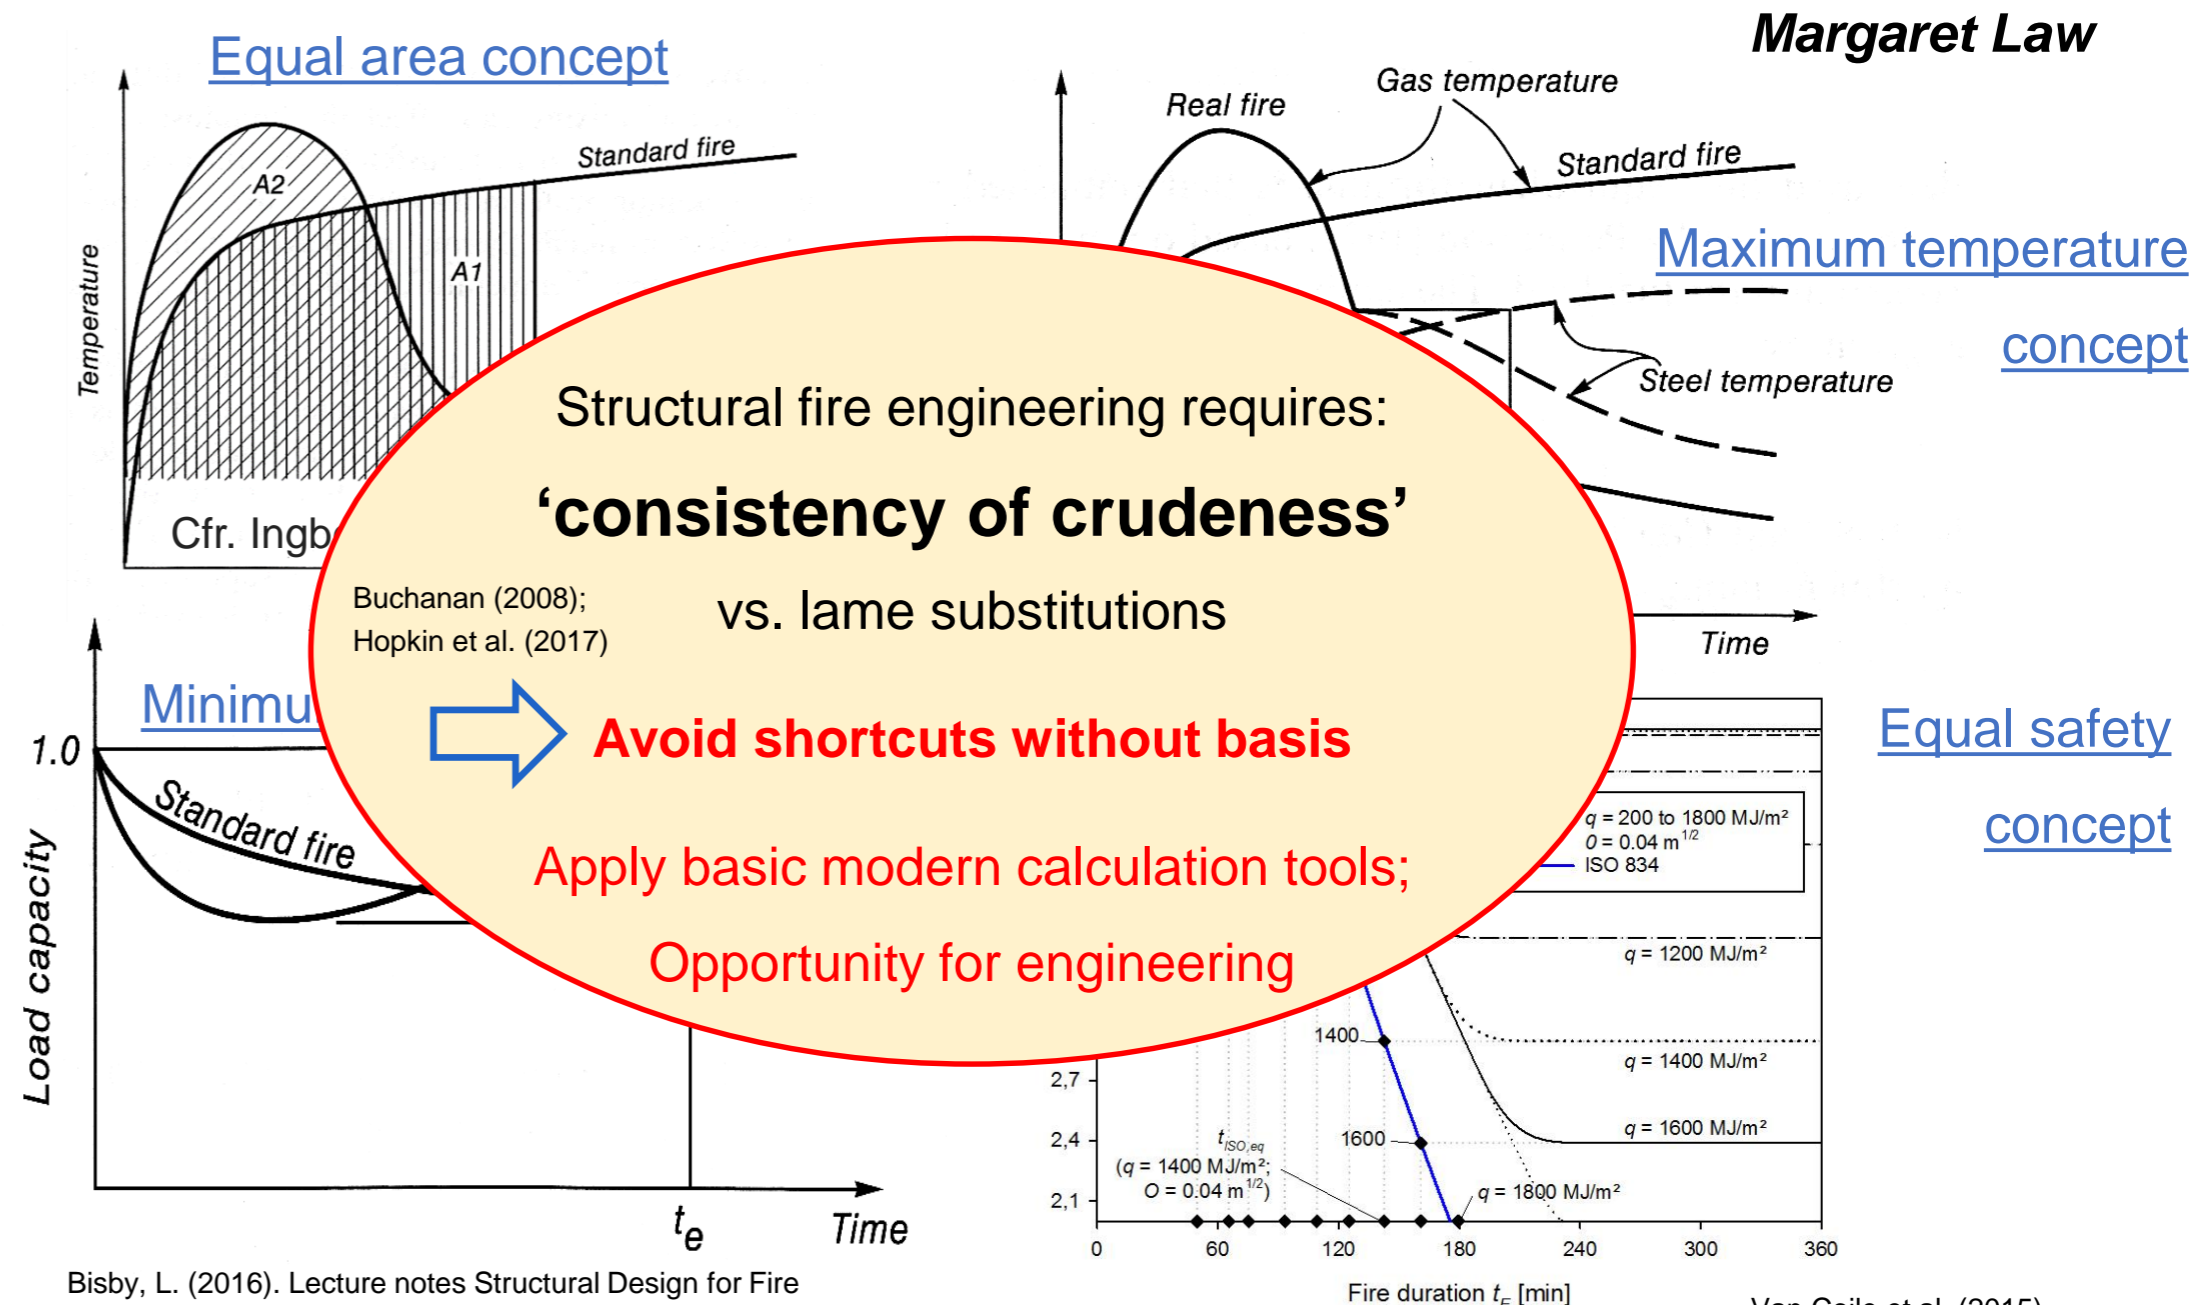 Margaret Law
Equal area concept
Temperature
A2
A1
Standard fire
Cfr.
Real fire
Gas temperature
Standard fire
Steel temperature
Time
Maximum temperature
concept
Structural fire engineering requires:
‘consistency of crudeness’
vs. lame substitutions
Buchanan (2008);
Hopkin et al. (2017)
Avoid shortcuts without basis
Apply basic modern calculation tools;
Opportunity for engineering
1.0
Load capacity
Standard fire
te
Time
Equal safety
concept
q = 200 to 1800 MJ/m²
0 = 0.04 m1/2
ISO 834
q = 1200 MJ/m²
q = 1400 MJ/m²
q = 1600 MJ/m²
q = 1800 MJ/m²
1400
1600
2,7
2,4
2,1
tISO,eq
(q = 1400 MJ/m²;
O = 0.04 m1/2)
0 60 120 180 240 300 360
Fire duration tE [min]
Bisby, L. (2016). Lecture notes Structural Design for Fire